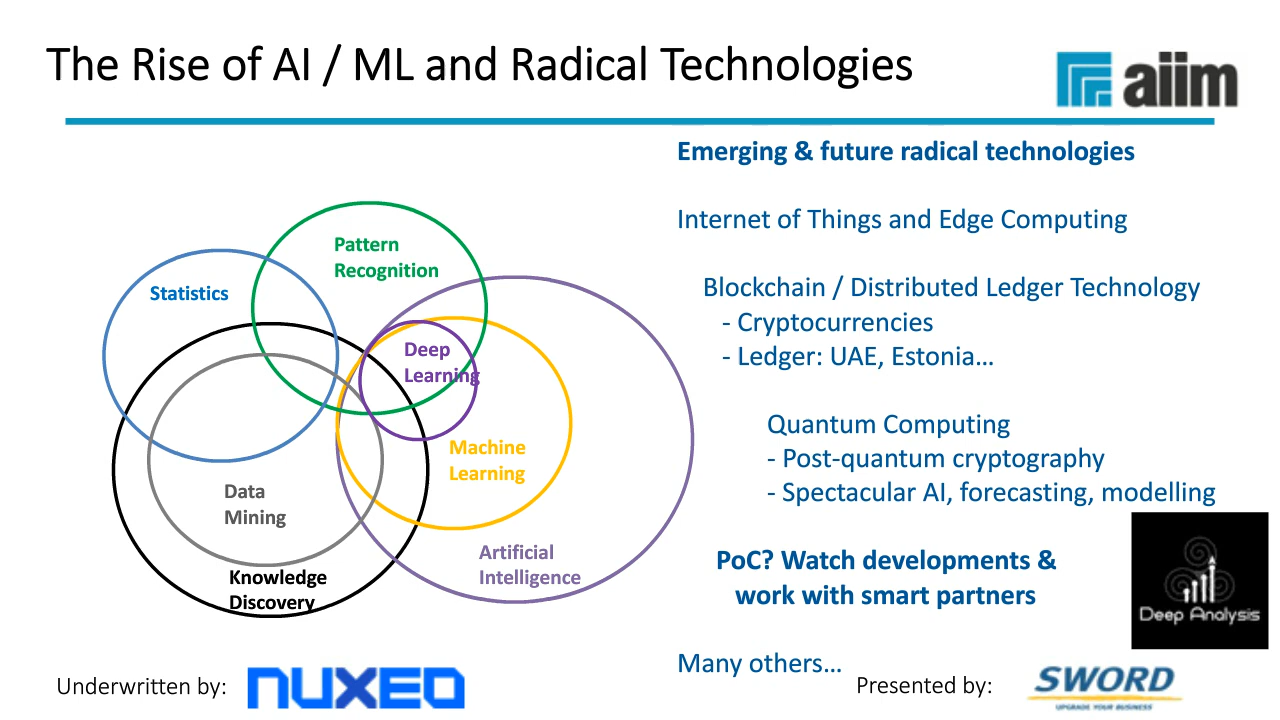 The Rise of AI / ML and Radical Technologies
aiim
Emerging & future radical technologies
Internet of Things and Edge Computing
Blockchain / Distributed Ledger Technology
- Cryptocurrencies
- Ledger: UAE, Estonia…
Quantum Computing
- Post-quantum cryptography
- Spectacular AI, forecasting, modelling
PoC? Watch developments &
work with smart partners
Many others…
Pattern
Recognition
Statistics
Deep
Learning
Machine
Learning
Data
Mining
Artificial
Intelligence
Knowledge
Discovery
Deep Analysis
Underwritten by:
NUXEO
Presented by:
SWORD
UPGRADE YOUR BUSINESS